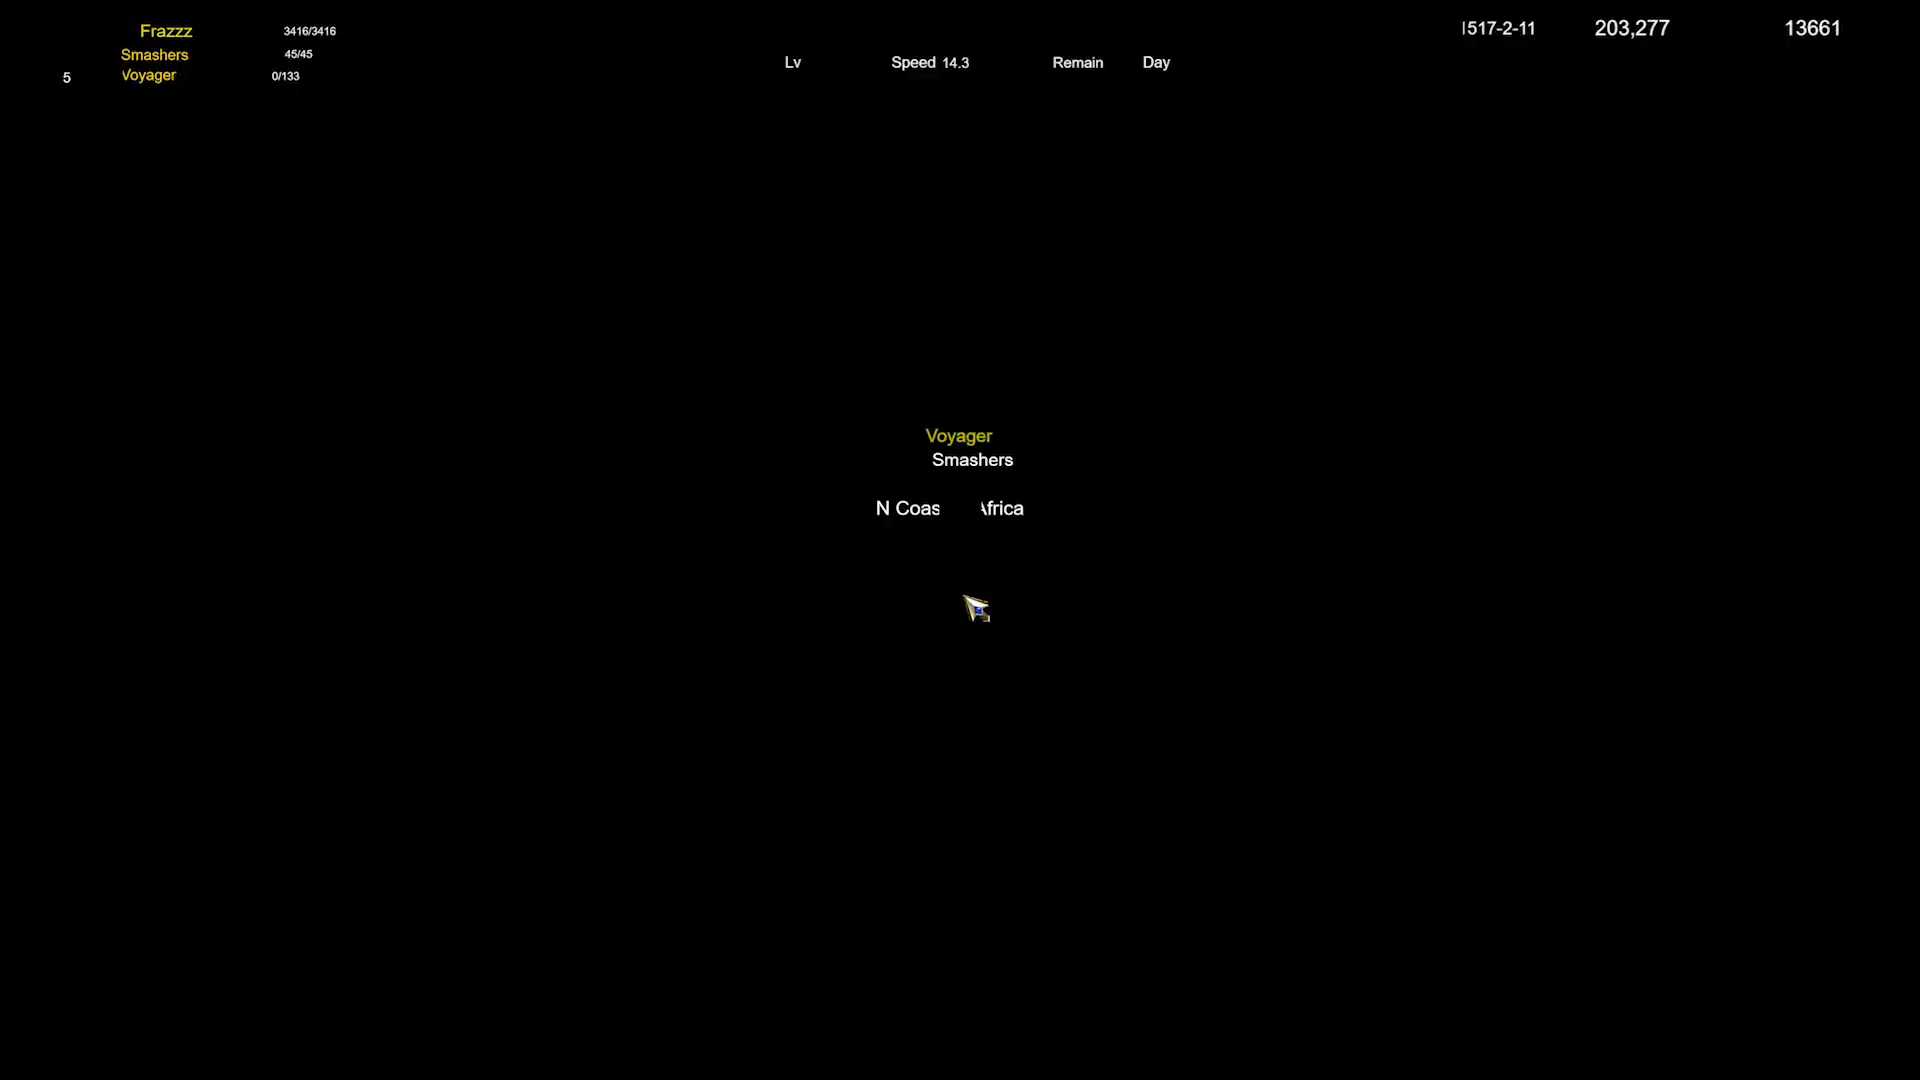 Frazzz 3416/3416
Smashers 45/45
5 Voyager 0/133
Lv Speed 14.3 Remain Day
1517-2-11 203,277 13661
Voyager
Smashers
N Coas Africa